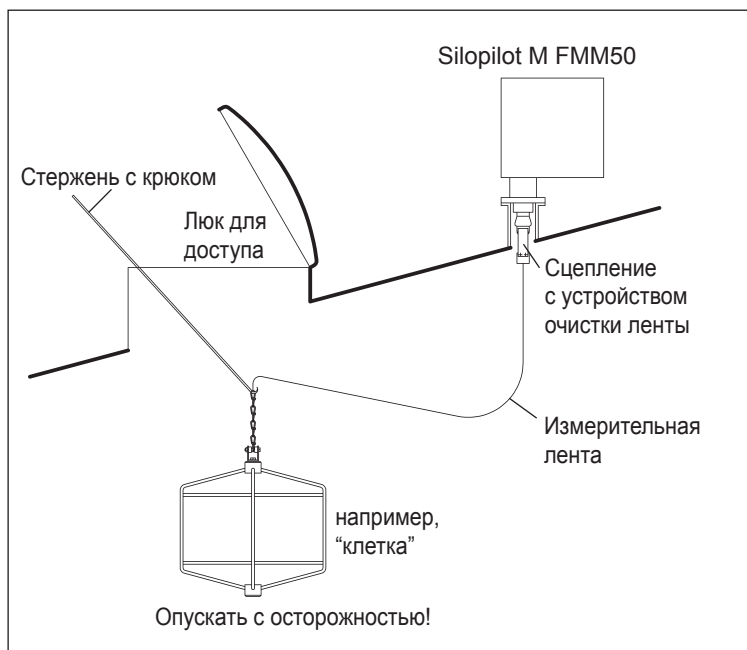 Silopilot M FMM50
Стержень с крюком
Люк для
доступа
Сцепление
с устройством
очистки ленты
Измерительная
лента
например,
“клетка”
Опускать с осторожностью!